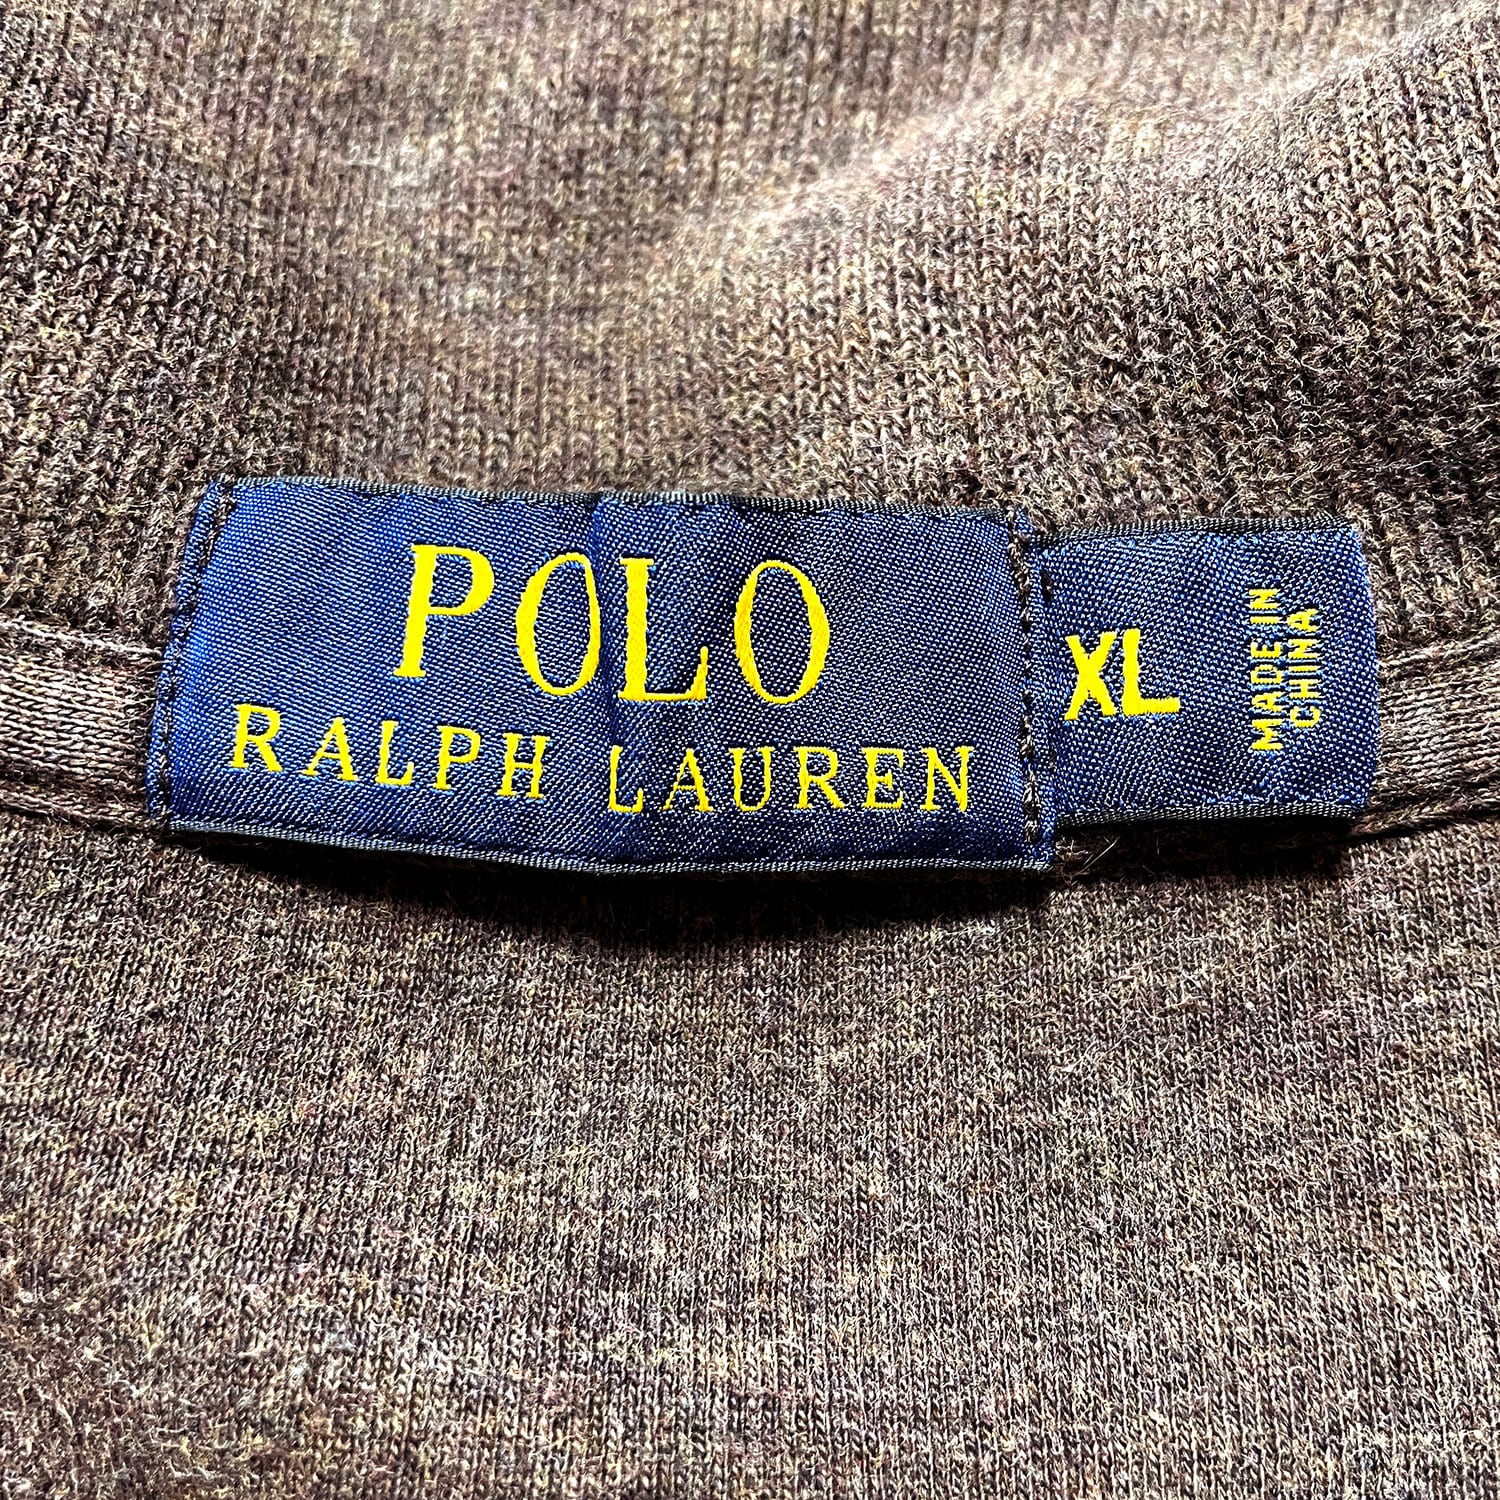 POLO
RALPH LAUREN
XL
MADE IN
CHINA